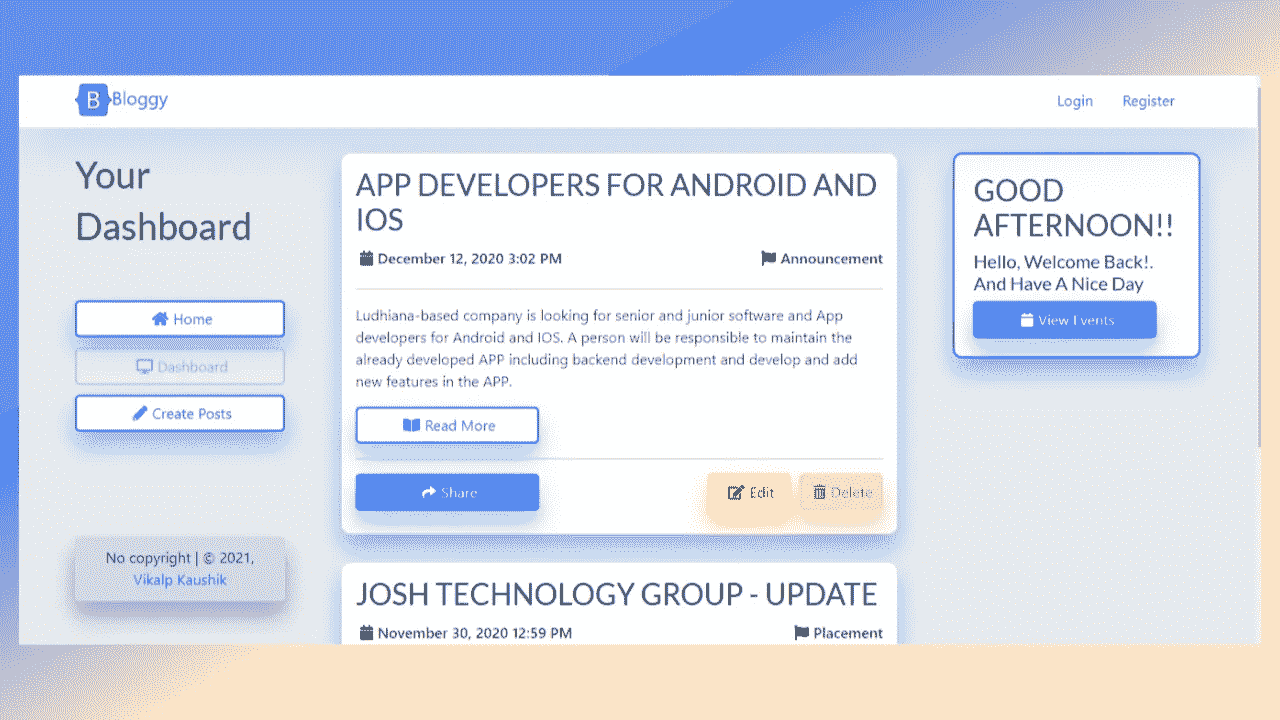 B Bloggy
Login Register
Your
Dashboard
Home
Dashboard
Create Posts
No copyright | © 2021,
Vikalp Kaushik
APP DEVELOPERS FOR ANDROID AND
IOS
December 12, 2020 3:02 PM Announcement
Ludhiana-based company is looking for senior and junior software and App
developers for Android and IOS. A person will be responsible to maintain the
already developed APP including backend development and develop and add
new features in the APP.
Read More
Share Edit Delete
JOSH TECHNOLOGY GROUP - UPDATE
November 30, 2020 12:59 PM Placement
GOOD
AFTERNOON!!
Hello, Welcome Back!.
And Have A Nice Day
View Events